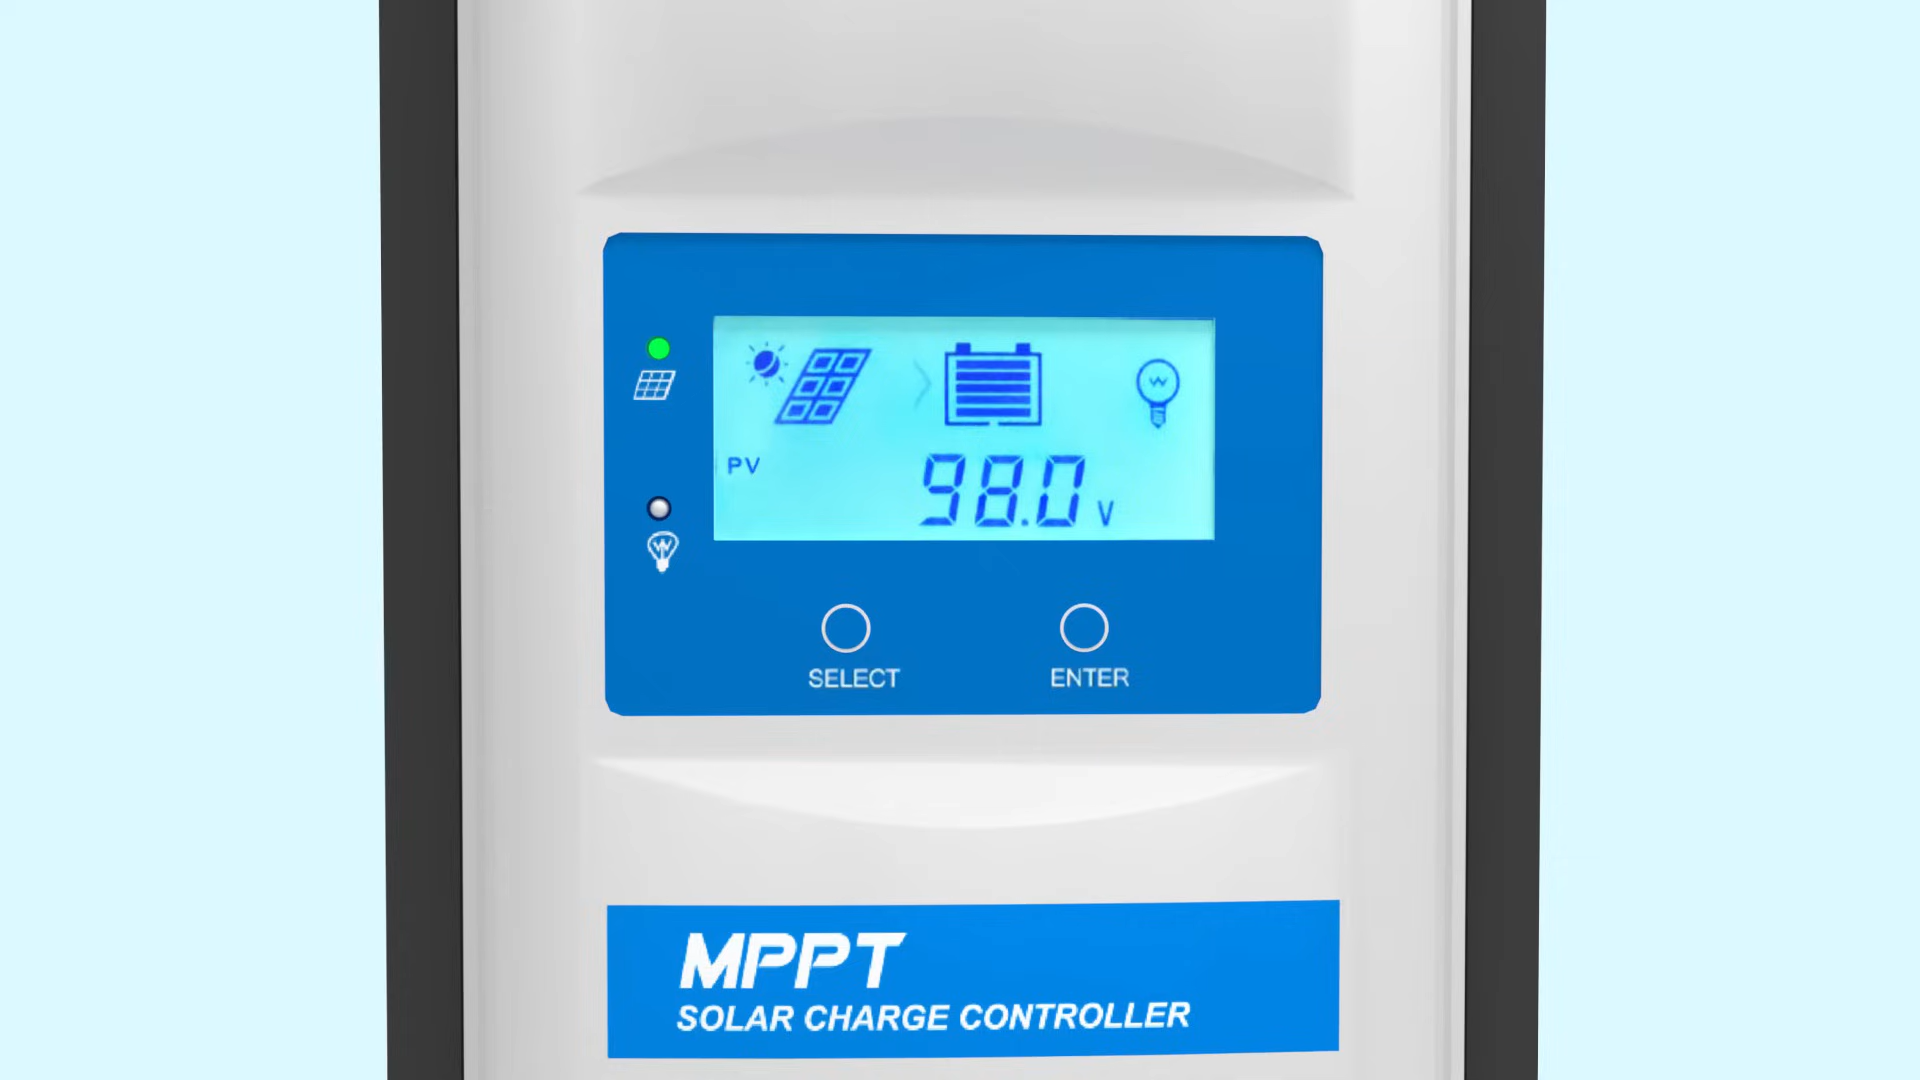 PV
98.0 V
SELECT
ENTER
MPPT
SOLAR CHARGE CONTROLLER